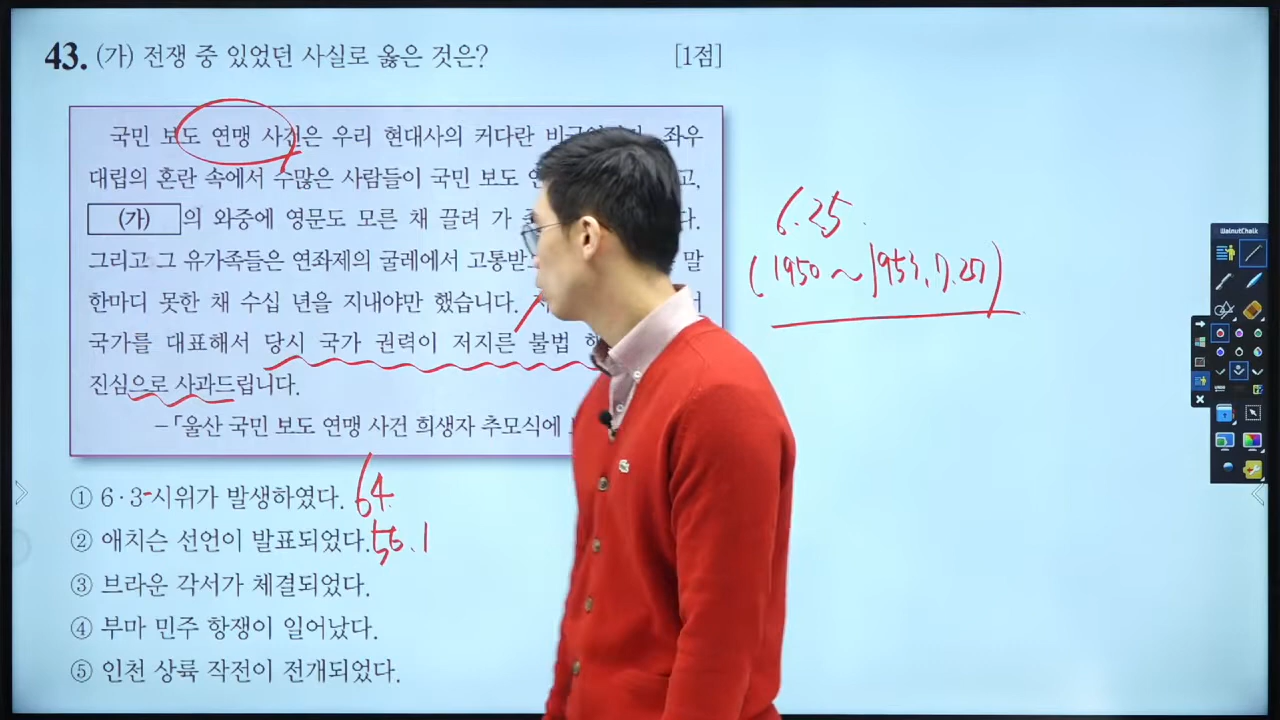 43. (가) 전쟁 중 있었던 사실로 옳은 것은? [1점]
국민 보도 연맹 사건은 우리 현대사의 커다란 좌우
대립의 혼란 속에서 수많은 사람들이 국민 보도
(가) 의 와중에 영문도 모른 채 끌려 가
그리고 그 유가족들은 연좌제의 굴레에서 말
한마디 못한 채 수십 년을 지내야만 했습니다.
국가를 대표해서 당시 국가 권력이 저지른 불법
진심으로 사과드립니다.
-「울산 국민 보도 연맹 사건 희생자 추모식에
① 6·3 시위가 발생하였다. 64
② 애치슨 선언이 발표되었다. 50.1
③ 브라운 각서가 체결되었다.
④ 부마 민주 항쟁이 일어났다.
⑤ 인천 상륙 작전이 전개되었다.
6.25.
(1950~1953.7.27)
WalnutChalk